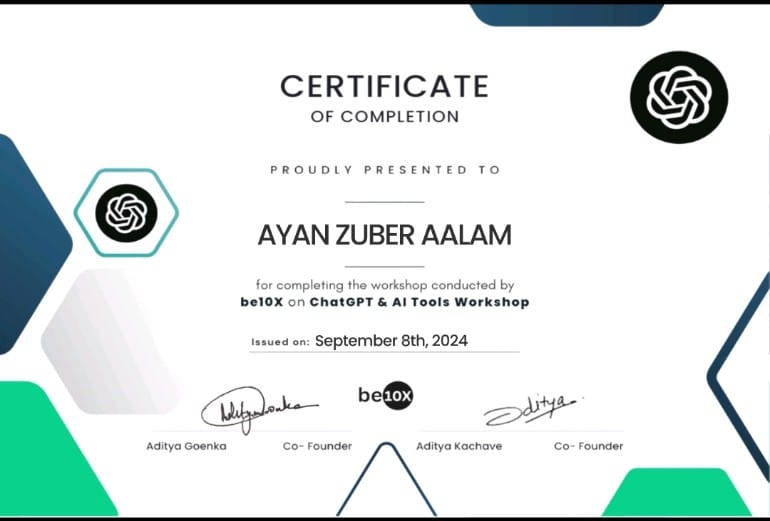 CERTIFICATE
OF COMPLETION
PROUDLY PRESENTED TO
AYAN ZUBER AALAM
for completing the workshop conducted by
be10X on ChatGPT & AI Tools Workshop
Issued on: September 8th, 2024
be10X
Aditya
Aditya Goenka Co- Founder
Aditya Kachave Co- Founder